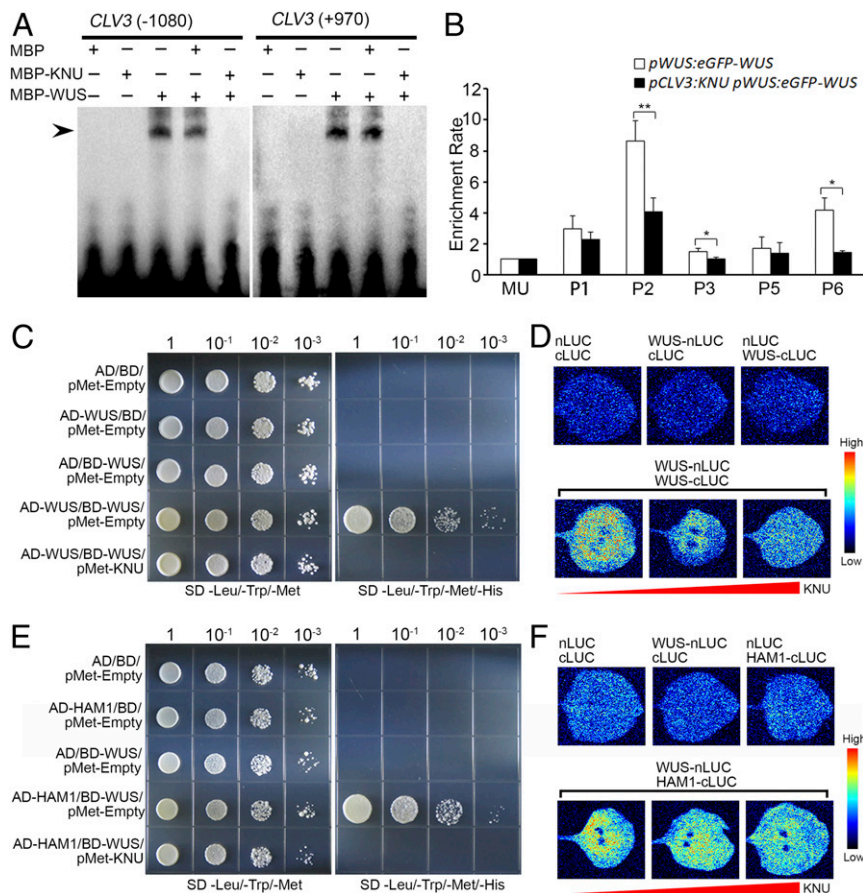 A
CLV3 (-1080)
CLV3 (+970)
MBP + – – + – + – – + –
MBP-KNU – + – – + – + – – +
MBP-WUS – – + + + – – + + +
B
pWUS:eGFP-WUS
pCLV3:KNU pWUS:eGFP-WUS
Enrichment Rate
12
10
8
6
4
2
0
**
*
*
MU P1 P2 P3 P5 P6
C
1 10-1 10-2 10-3 1 10-1 10-2 10-3
AD/BD/
pMet-Empty
AD-WUS/BD/
pMet-Empty
AD/BD-WUS/
pMet-Empty
AD-WUS/BD-WUS/
pMet-Empty
AD-WUS/BD-WUS/
pMet-KNU
SD -Leu/-Trp/-Met
SD -Leu/-Trp/-Met/-His
D
nLUC
cLUC
WUS-nLUC
cLUC
nLUC
WUS-cLUC
WUS-nLUC
WUS-cLUC
High
Low
KNU
E
1 10-1 10-2 10-3 1 10-1 10-2 10-3
AD/BD/
pMet-Empty
AD-HAM1/BD/
pMet-Empty
AD/BD-WUS/
pMet-Empty
AD-HAM1/BD-WUS/
pMet-Empty
AD-HAM1/BD-WUS/
pMet-KNU
SD -Leu/-Trp/-Met
SD -Leu/-Trp/-Met/-His
F
nLUC
cLUC
WUS-nLUC
cLUC
nLUC
HAM1-cLUC
WUS-nLUC
HAM1-cLUC
High
Low
KNU